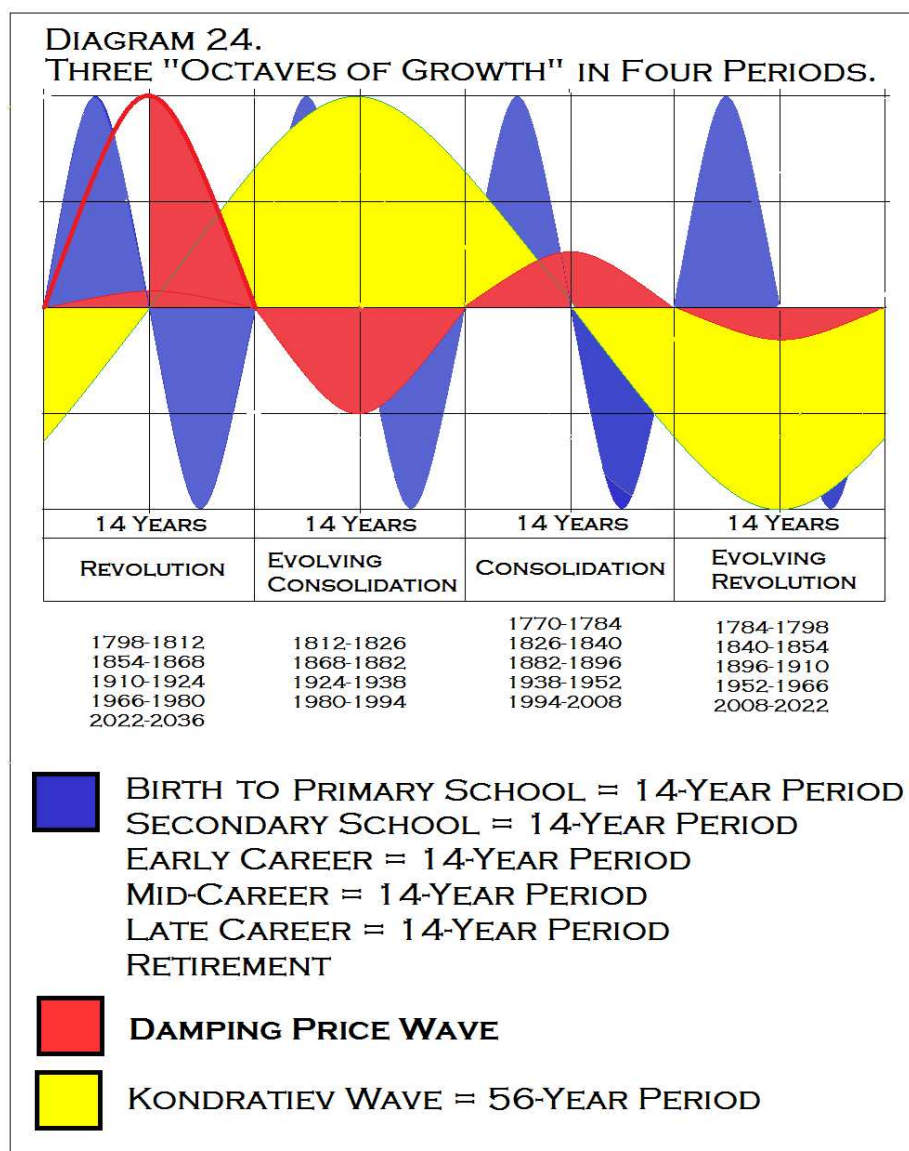 Diagram 24.
Three "Octaves of Growth" in Four Periods.
14 Years 14 Years 14 Years 14 Years
Revolution
Evolving
Consolidation
Consolidation
Evolving
Revolution
1798-1812
1854-1868
1910-1924
1966-1980
2022-2036
1812-1826
1868-1882
1924-1938
1980-1994
1770-1784
1826-1840
1882-1896
1938-1952
1994-2008
1784-1798
1840-1854
1896-1910
1952-1966
2008-2022
Birth to Primary School = 14-Year Period
Secondary School = 14-Year Period
Early Career = 14-Year Period
Mid-Career = 14-Year Period
Late Career = 14-Year Period
Retirement
Damping Price Wave
Kondratiev Wave = 56-Year Period